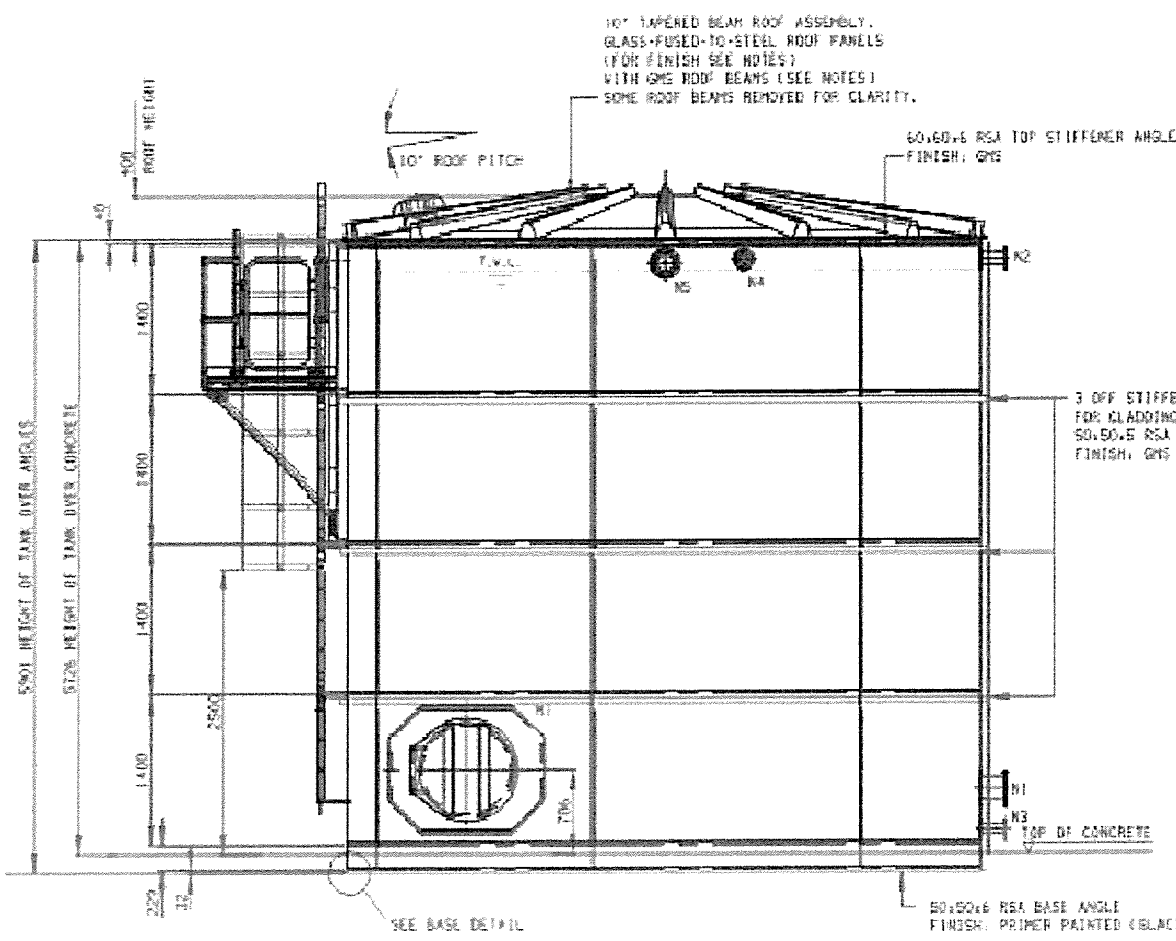 10° TAPERED BEAM ROOF ASSEMBLY.
GLASS-FUSED-TO-STEEL ROOF PANELS
(FOR FINISH SEE NOTES)
WITH GMS ROOF BEAMS (SEE NOTES)
SOME ROOF BEAMS REMOVED FOR CLARITY.
60x60x6 RSA TOP STIFFENER ANGLE
FINISH: GMS
10° ROOF PITCH
400
ROOF HEIGHT
40
T.W.L.
N5
N4
N2
1400
3 OFF STIFFE
FOR CLADDING
50x50x5 RSA
FINISH: GMS
1400
HEIGHT OF TANK OVER ANGLES
HEIGHT OF TANK OVER CONCRETE
1400
2500
1400
706
N1
N3
TOP OF CONCRETE
SEE BASE DETAIL
RSA BASE ANGLE
FINISH: PRIMER PAINTED (BLAC